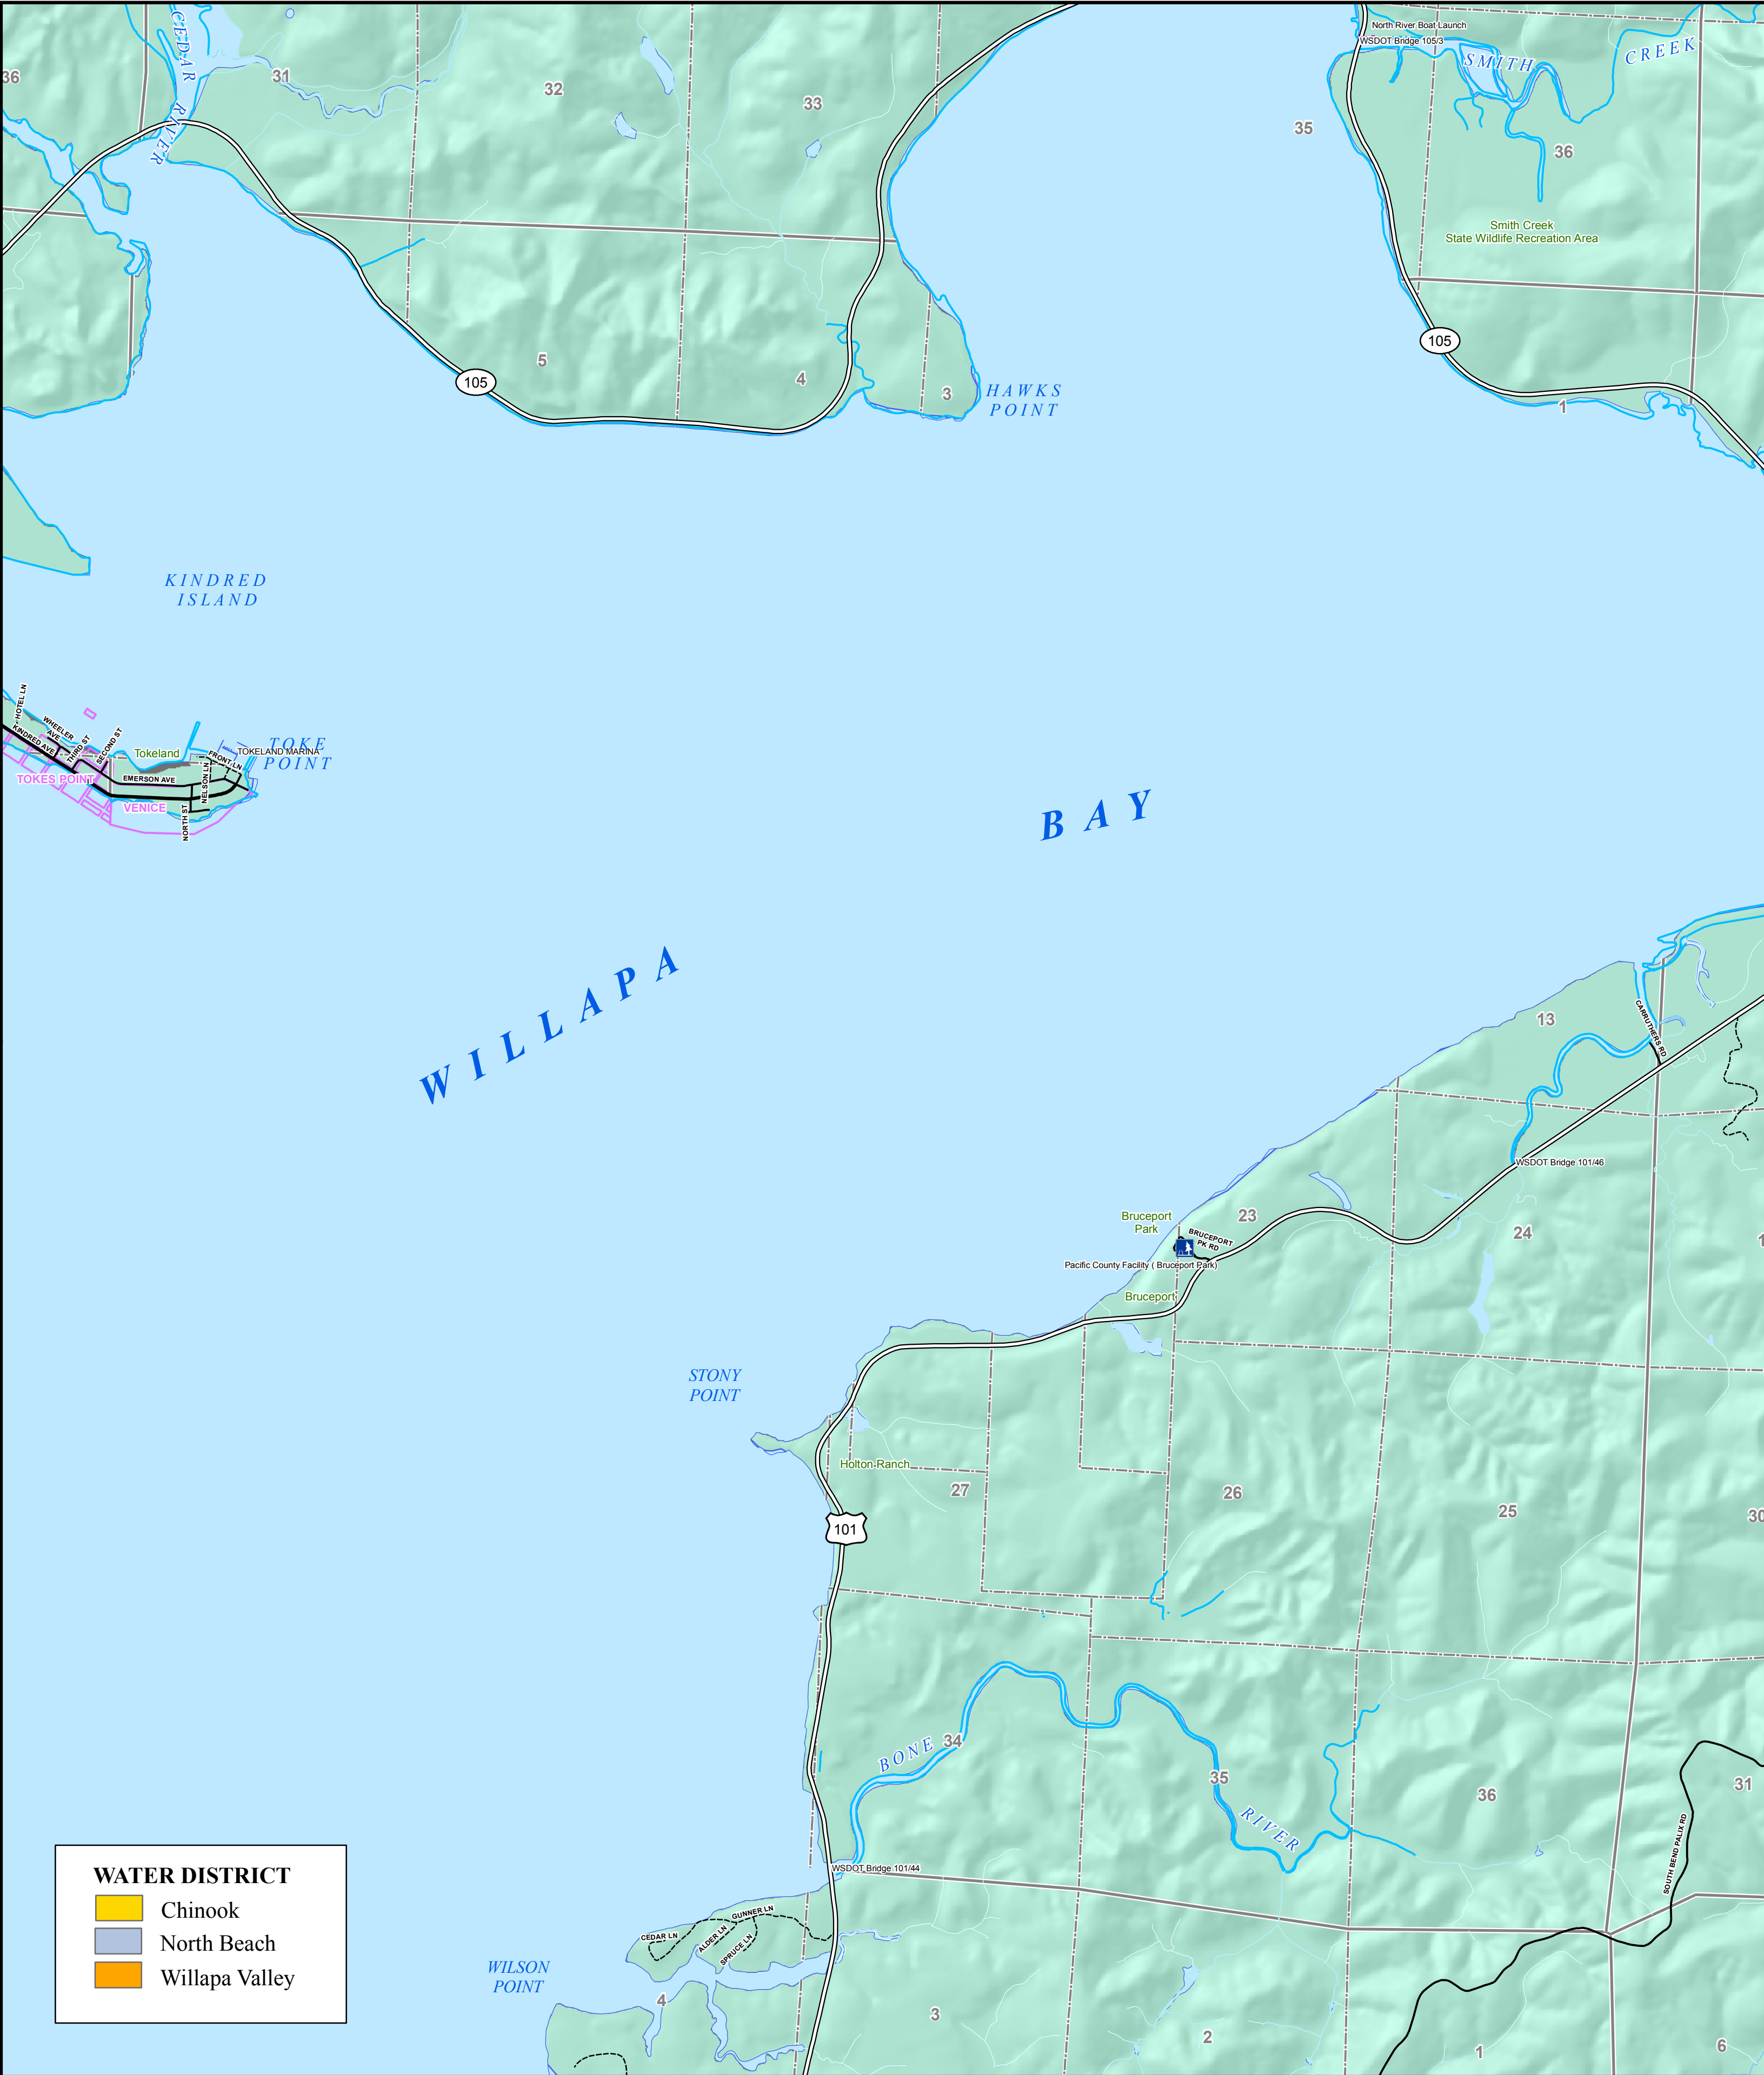 CEDAR
RIVER
36
31
32
33
35
36
North River Boat Launch
WSDOT Bridge 105/3
SMITH
CREEK
Smith Creek
State Wildlife Recreation Area
105
105
5
4
3
1
HAWKS
POINT
KINDRED
ISLAND
HOTEL LN
WHEELER
AVE
KINDRED AVE
THIRD ST
SECOND ST
Tokeland
TOKE
POINT
TOKELAND MARINA
FRONT LN
NELSON LN
EMERSON AVE
NORTH ST
TOKES POINT
VENICE
WILLAPA
BAY
13
CARRUTHERS RD
WSDOT Bridge 101/46
Bruceport
Park
23
BRUCEPORT
PK RD
24
Pacific County Facility ( Bruceport Park)
Bruceport
STONY
POINT
Holton Ranch
27
26
25
30
101
BONE
34
35
RIVER
36
31
SOUTH BEND PALIX RD
WSDOT Bridge 101/44
GUNNER LN
CEDAR LN
ALDER LN
SPRUCE LN
WILSON
POINT
4
3
2
1
6
WATER DISTRICT
Chinook
North Beach
Willapa Valley